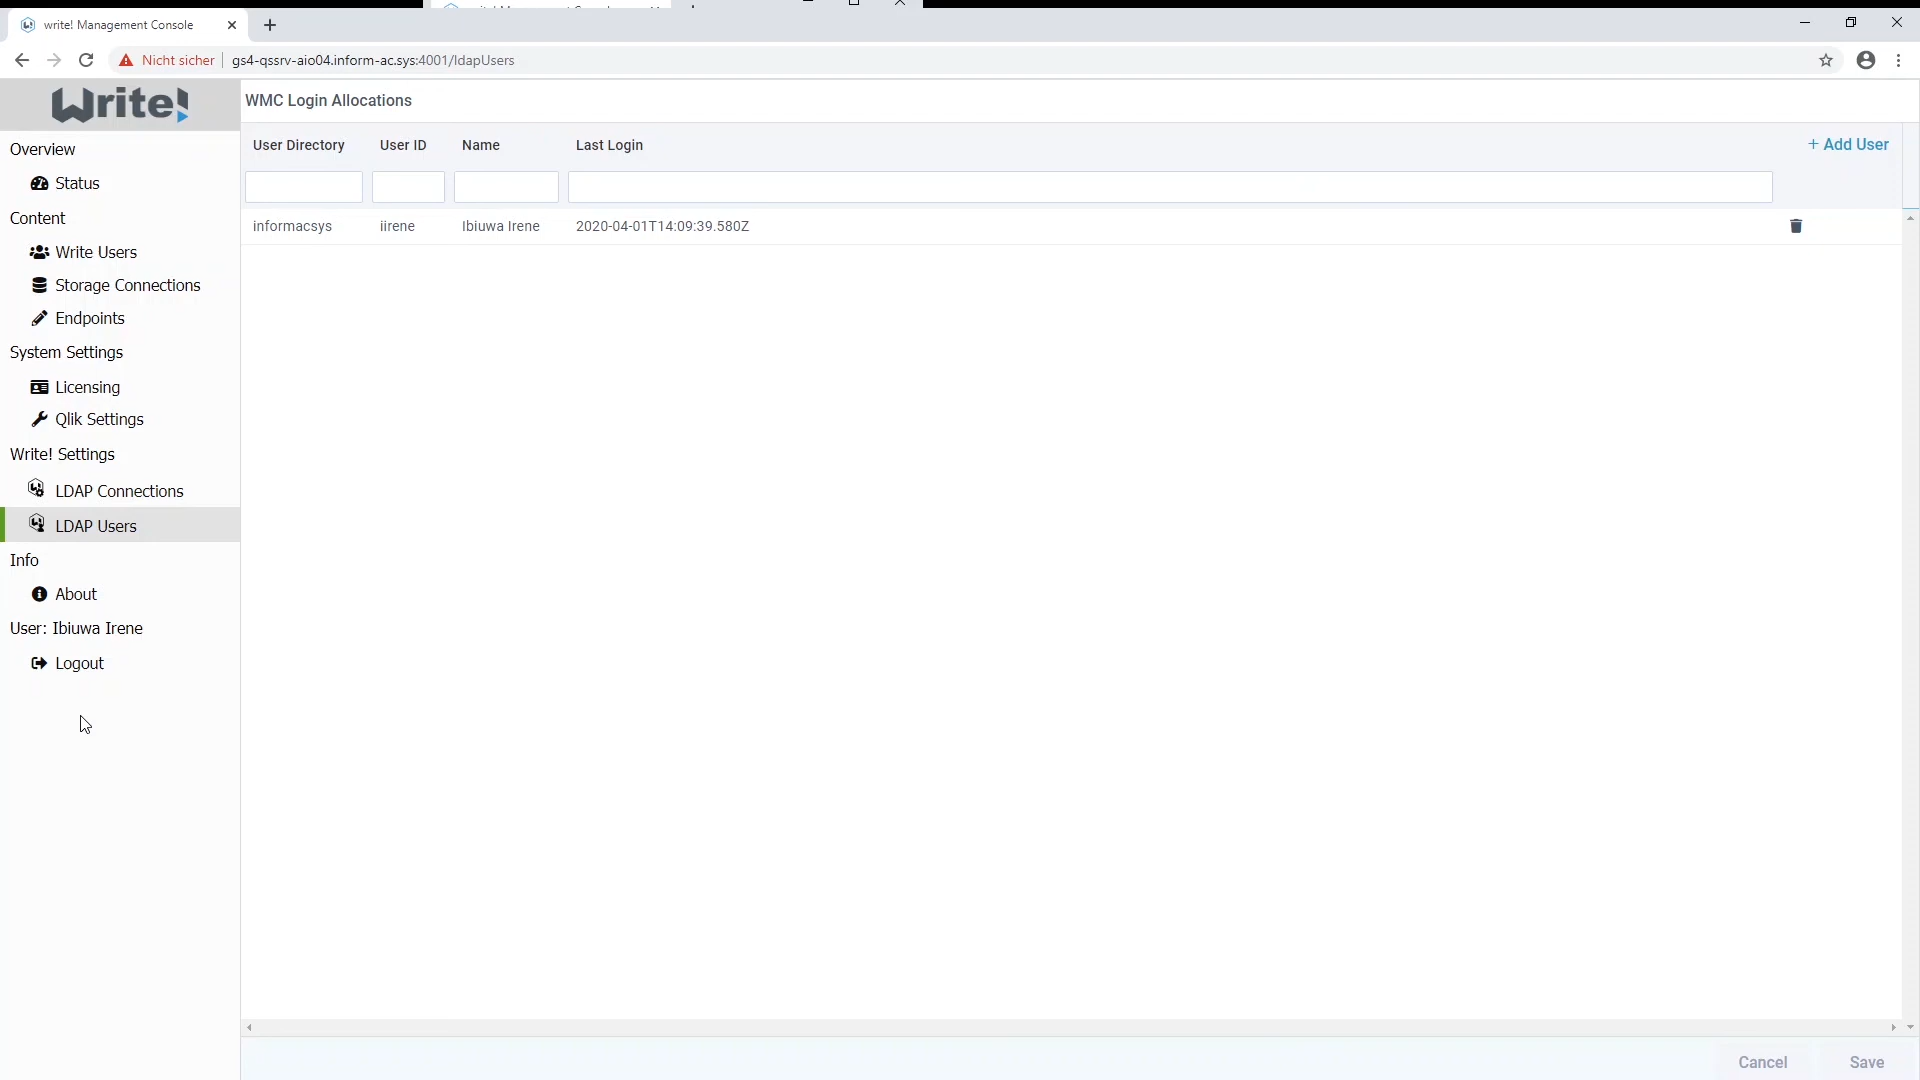 write! Management Console
Nicht sicher
gs4-qssrv-aio04.inform-ac.sys:4001/ldapUsers
Write!
WMC Login Allocations
Overview
User Directory
User ID
Name
Last Login
+ Add User
Status
Content
informacsys
iirene
Ibiuwa Irene
2020-04-01T14:09:39.580Z
Write Users
Storage Connections
Endpoints
System Settings
Licensing
Qlik Settings
Write! Settings
LDAP Connections
LDAP Users
Info
About
User: Ibiuwa Irene
Logout
Cancel
Save